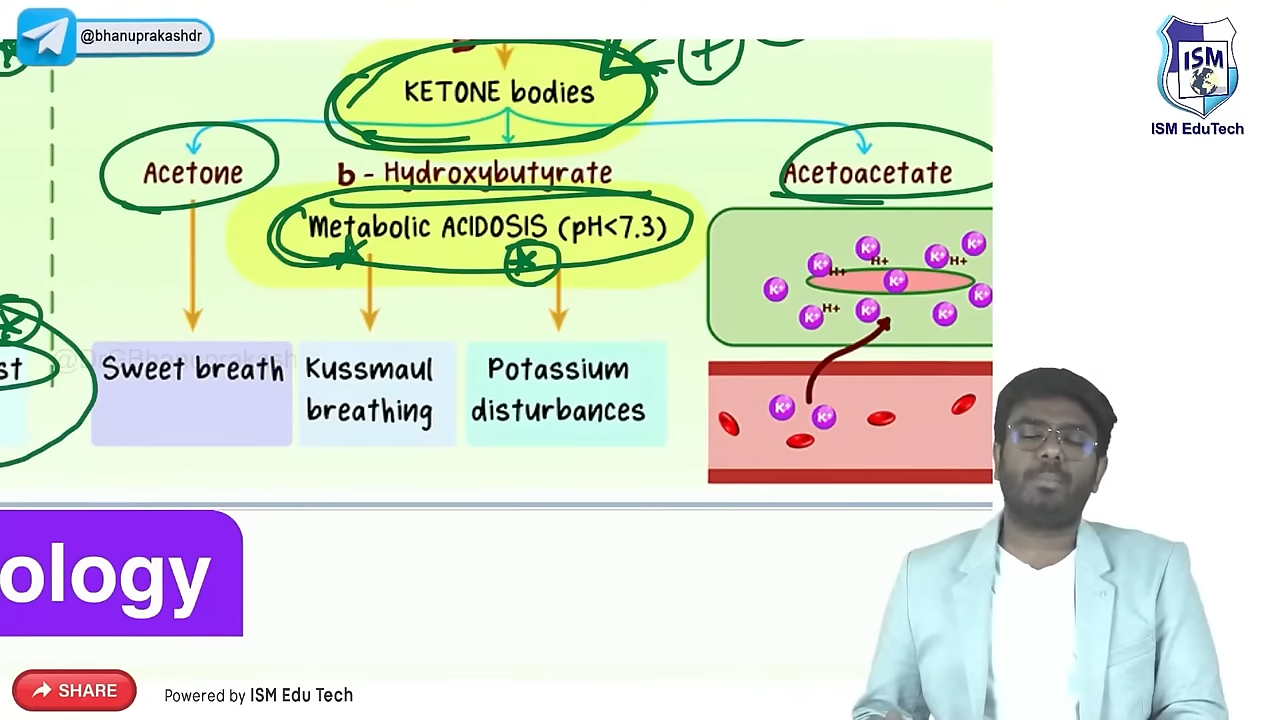 @bhanuprakashdr
ISM
ISM EduTech
KETONE bodies
+
Acetone
b - Hydroxybutyrate
Acetoacetate
Metabolic ACIDOSIS (pH<7.3)
K+ K+ K+ K+ K+ K+ K+ K+ K+
H+ H+ H+ H+
K+ K+
st
@DrGBhanuprakash
Sweet breath
Kussmaul
breathing
Potassium
disturbances
ology
SHARE
Powered by ISM Edu Tech